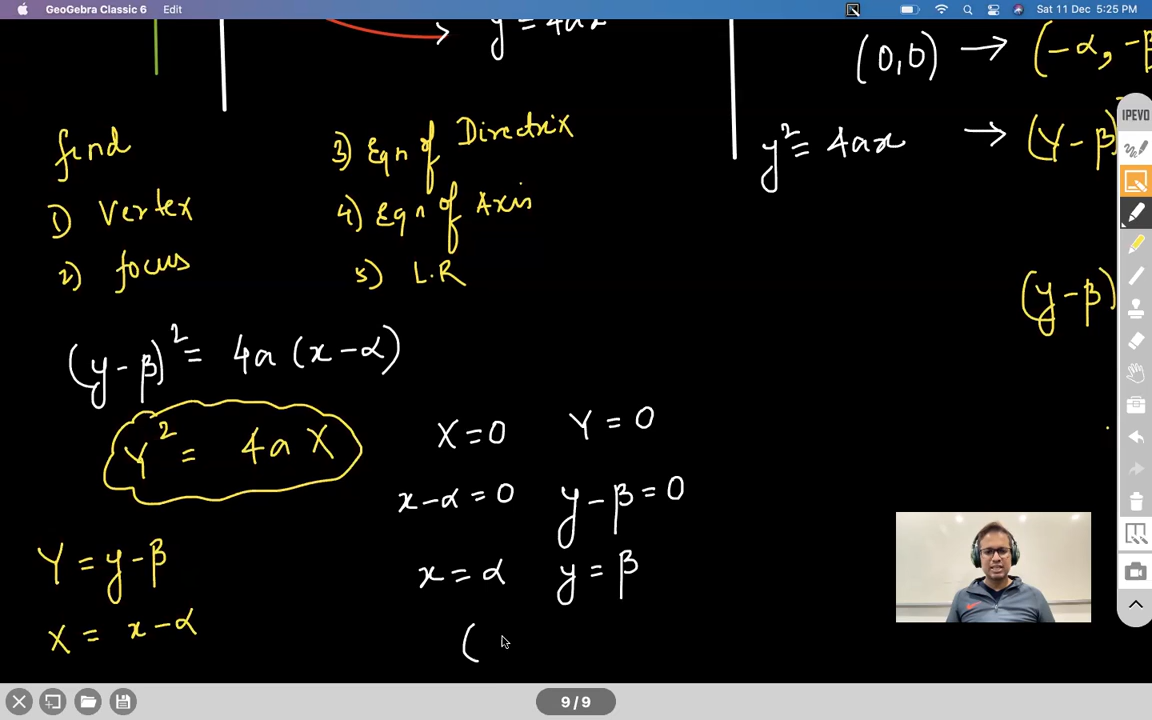 GeoGebra Classic 6 Edit Sat 11 Dec 5:25 PM
y = 4ax
(0,0) → (-α, -β
y² = 4ax → (Y-β)
find
1) Vertex
2) focus
3) Eqn of Directrix
4) Eqn of Axis
5) L.R
(y-β)
(y-β)² = 4a (x-α)
Y² = 4a X
X = 0 Y = 0
x-α = 0 y-β = 0
x = α y = β
(
Y = y-β
X = x-α
IPEVO
9 / 9